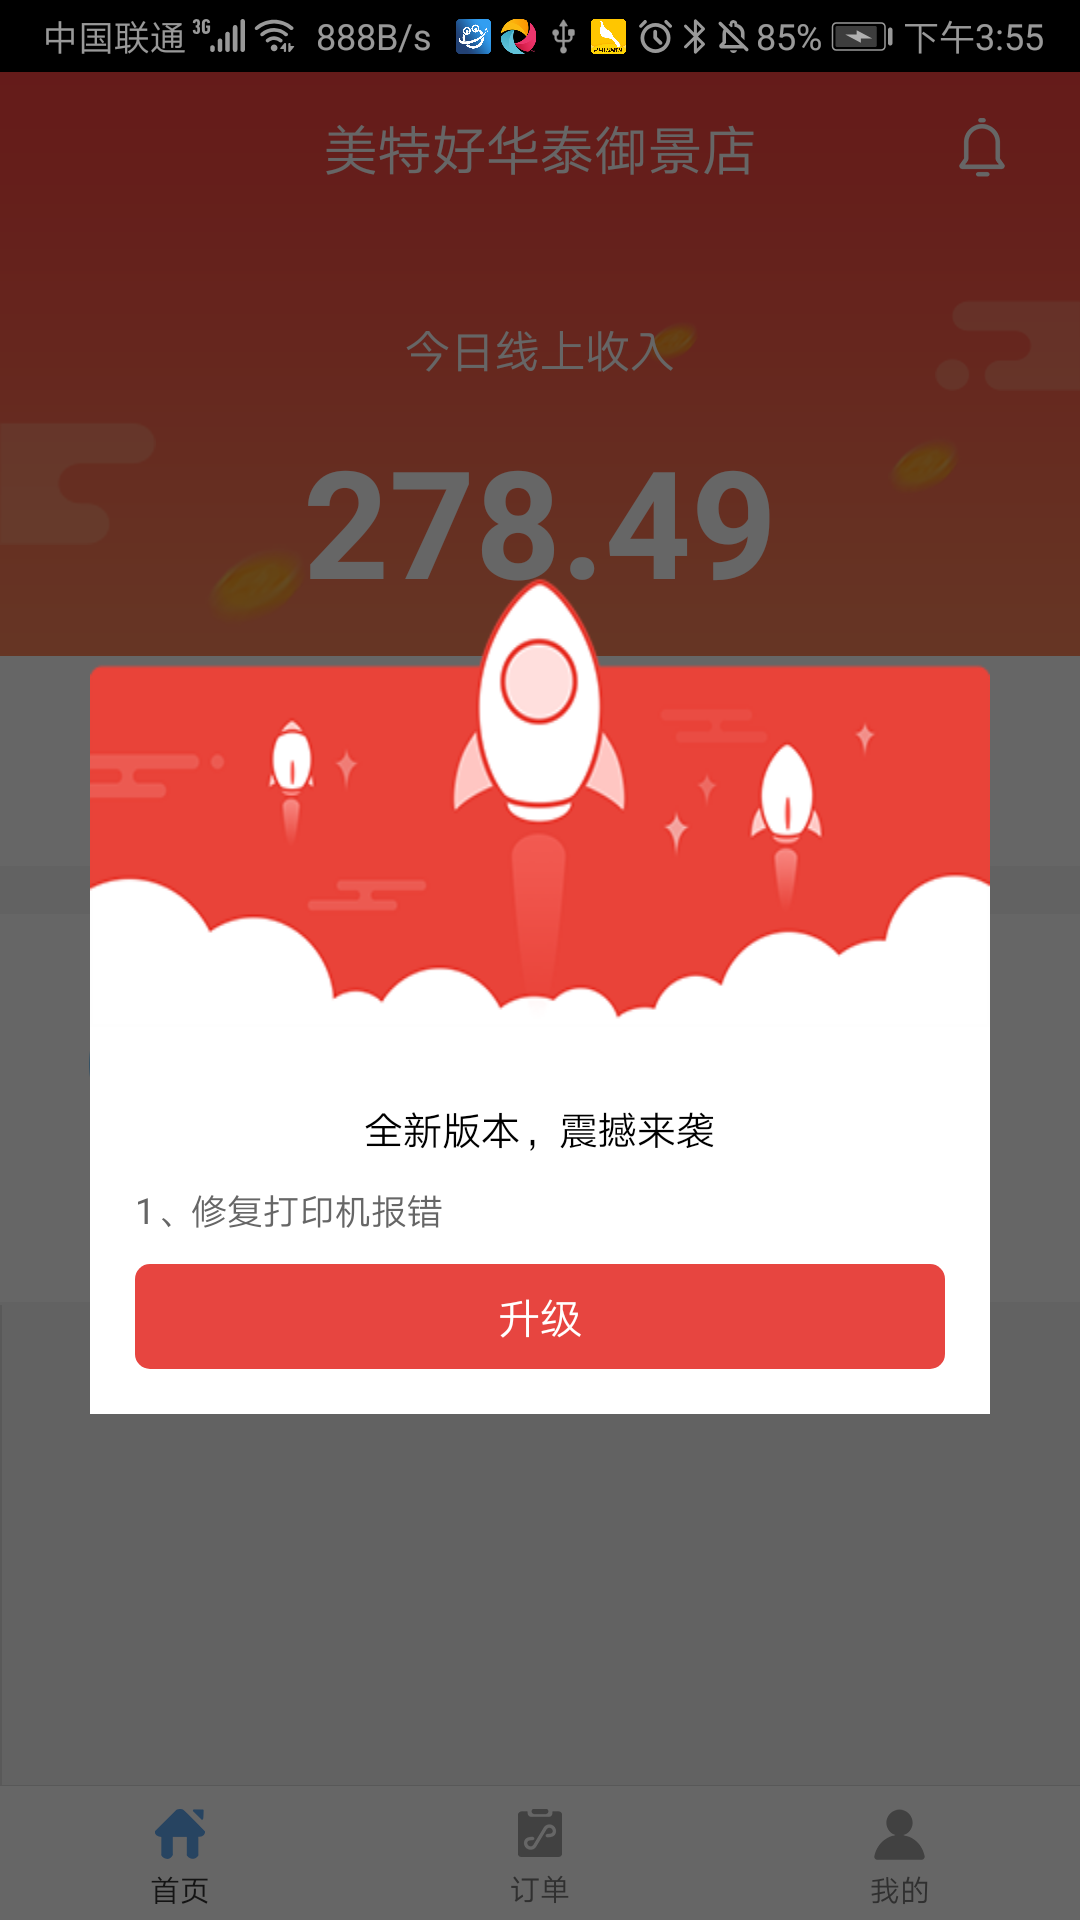 中国联通 3G 888B/s 85% 下午3:55
美特好华泰御景店
今日线上收入
278.49
全新版本，震撼来袭
1、修复打印机报错
升级
首页 订单 我的